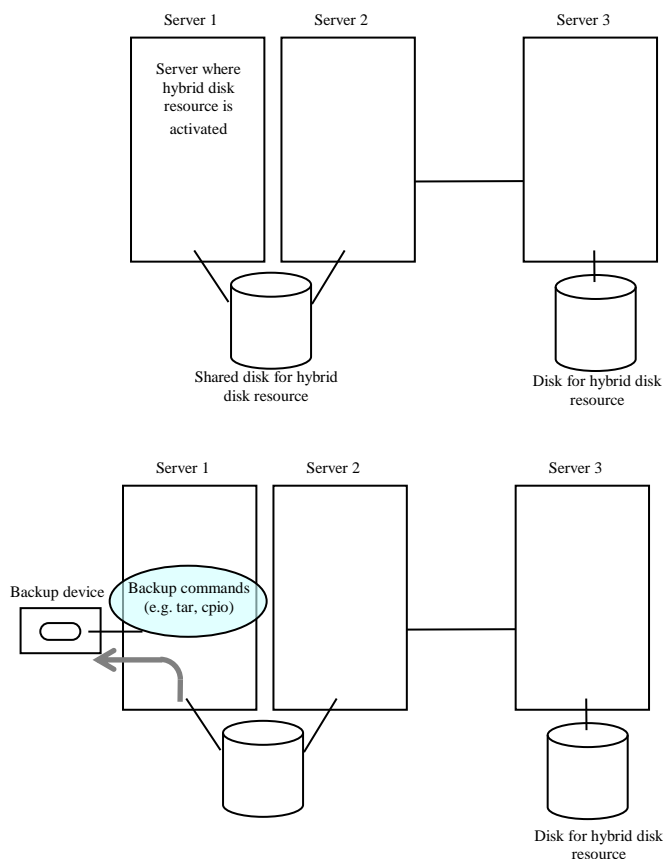 Server 1
Server 2
Server 3
Server where
hybrid disk
resource is
activated
Shared disk for hybrid
disk resource
Disk for hybrid disk
resource
Server 1
Server 2
Server 3
Backup device
Backup commands
(e.g. tar, cpio)
Disk for hybrid disk
resource